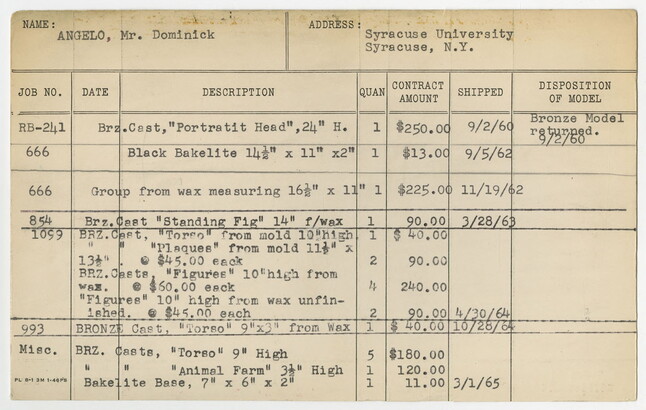 NAME: ADDRESS:
ANGELO, Mr. Dominick Syracuse University
Syracuse, N.Y.
JOB NO. DATE DESCRIPTION QUAN CONTRACT AMOUNT SHIPPED DISPOSITION OF MODEL
RB-241 Brz.Cast,"Portratit Head",24" H. 1 $250.00 9/2/60 Bronze Model returned. 9/2/60
666 Black Bakelite 14½" x 11" x2" 1 $13.00 9/5/62
666 Group from wax measuring 16½" x 11" 1 $225.00 11/19/62
854 Brz.Cast "Standing Fig" 14" f/wax 1 90.00 3/28/63
1099 BRZ.Cast, "Torso" from mold 10"high 1 $ 40.00
" " "Plaques" from mold 11½" x
13½". @ $45.00 each 2 90.00
BRZ.Casts, "Figures" 10"high from
wax. @ $60.00 each 4 240.00
"Figures" 10" high from wax unfin-
ished. @ $45.00 each 2 90.00 4/30/64
993 BRONZE Cast, "Torso" 9"x3" from Wax 1 $ 40.00 10/28/64
Misc. BRZ. Casts, "Torso" 9" High 5 $180.00
" " "Animal Farm" 3½" High 1 120.00
Bakelite Base, 7" x 6" x 2" 1 11.00 3/1/65